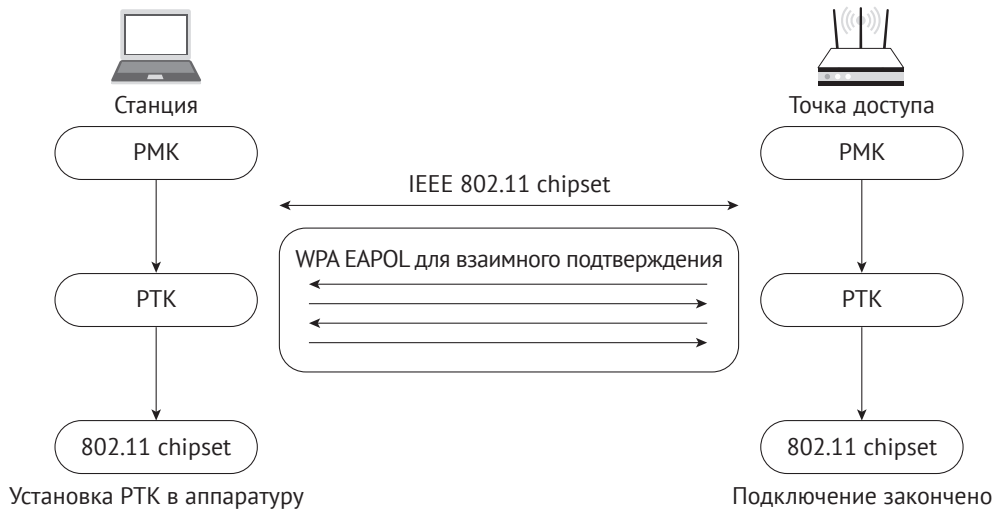 Станция
Точка доступа
PMK
PMK
IEEE 802.11 chipset
WPA EAPOL для взаимного подтверждения
PTK
PTK
802.11 chipset
802.11 chipset
Установка PTK в аппаратуру
Подключение закончено